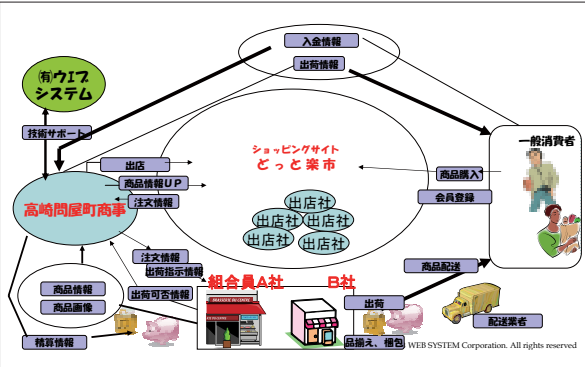 入金情報
出荷情報
㈲ウエブ
システム
技術サポート
ショッピングサイト
どっと楽市
一般消費者
出店
商品情報UP
注文情報
商品購入
会員登録
高崎問屋町商事
出店社
出店社
出店社
出店社
出店社
注文情報
出荷指示情報
出荷可否情報
商品配送
組合員A社
B社
商品情報
商品画像
BRASSERIE DU CENTRE
出荷
配送業者
精算情報
品揃え、梱包
WEB SYSTEM Corporation. All rights reserved